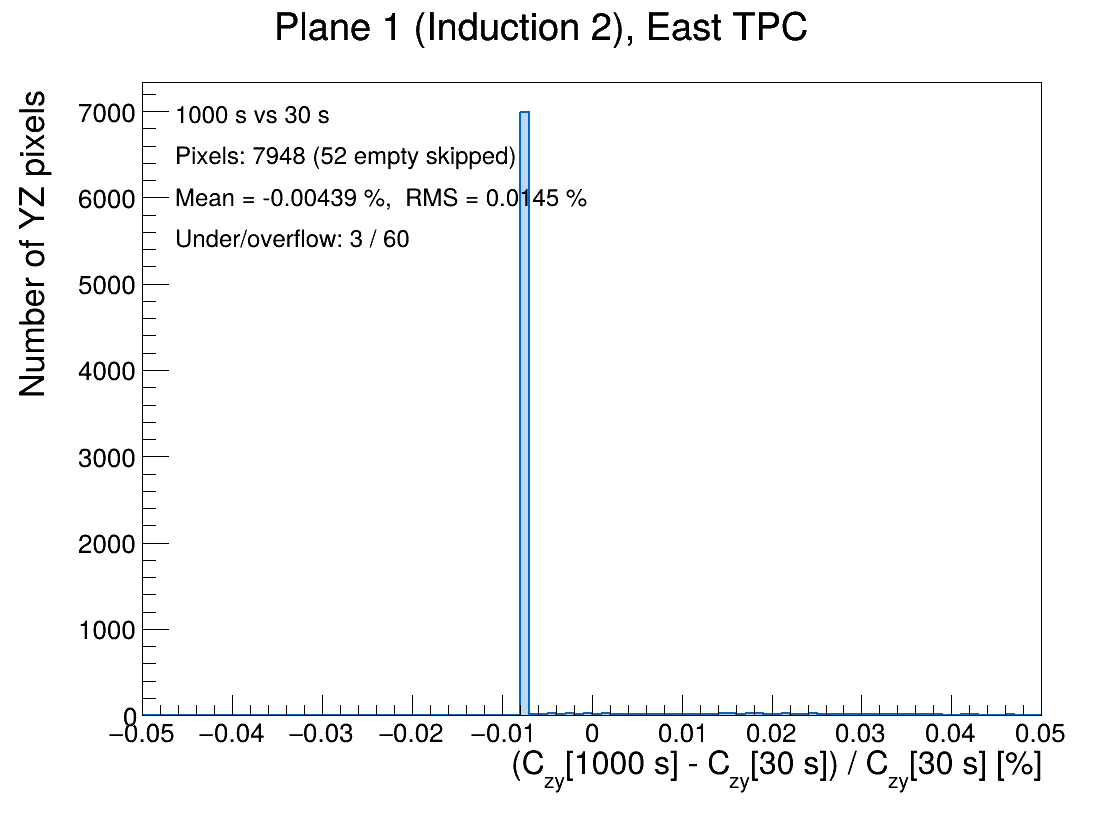 Plane 1 (Induction 2), East TPC
Number of YZ pixels
7000
6000
5000
4000
3000
2000
1000
0
1000 s vs 30 s
Pixels: 7948 (52 empty skipped)
Mean = -0.00439 %, RMS = 0.0145 %
Under/overflow: 3 / 60
−0.05 −0.04 −0.03 −0.02 −0.01 0 0.01 0.02 0.03 0.04 0.05
(Czy[1000 s] - Czy[30 s]) / Czy[30 s] [%]